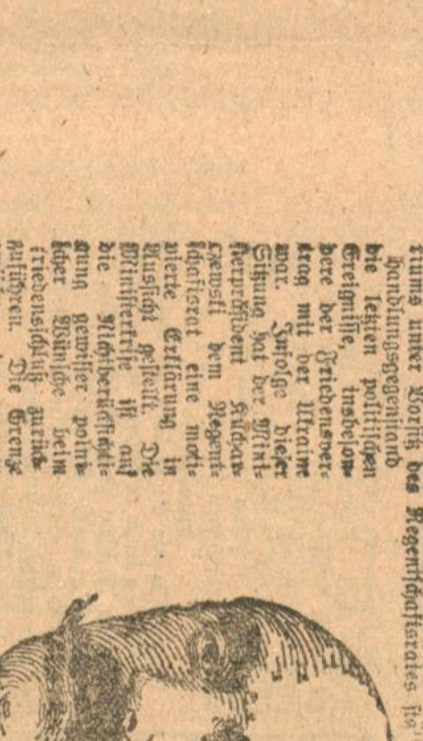 tiums unter Vorsitz des Regentschaftsrates
handlungsgegenstand
die letzten politischen
Ereignisse, insbeson-
dere der Friedensver-
trag mit der Ukraine
war. Infolge dieser
Sitzung hat der Mini-
sterpräsident Kuchar-
zewski dem Regent-
schaftsrat eine moti-
vierte Erklärung in
Aussicht gestellt. Die
Ministerkrise ist auf
die Nichtberücksichti-
gung gewisser polni-
scher Wünsche beim
Friedensschluß zurück-
zuführen. Die Grenze